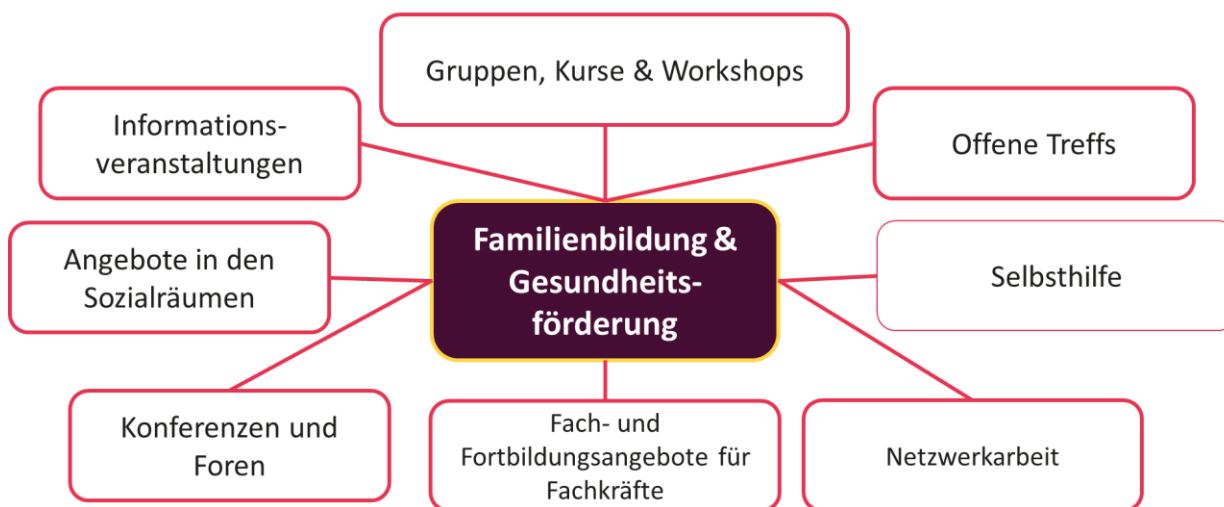 Gruppen, Kurse & Workshops
Informations-
veranstaltungen
Offene Treffs
Angebote in den
Sozialräumen
Familienbildung &
Gesundheits-
förderung
Selbsthilfe
Konferenzen und
Foren
Fach- und
Fortbildungsangebote für
Fachkräfte
Netzwerkarbeit